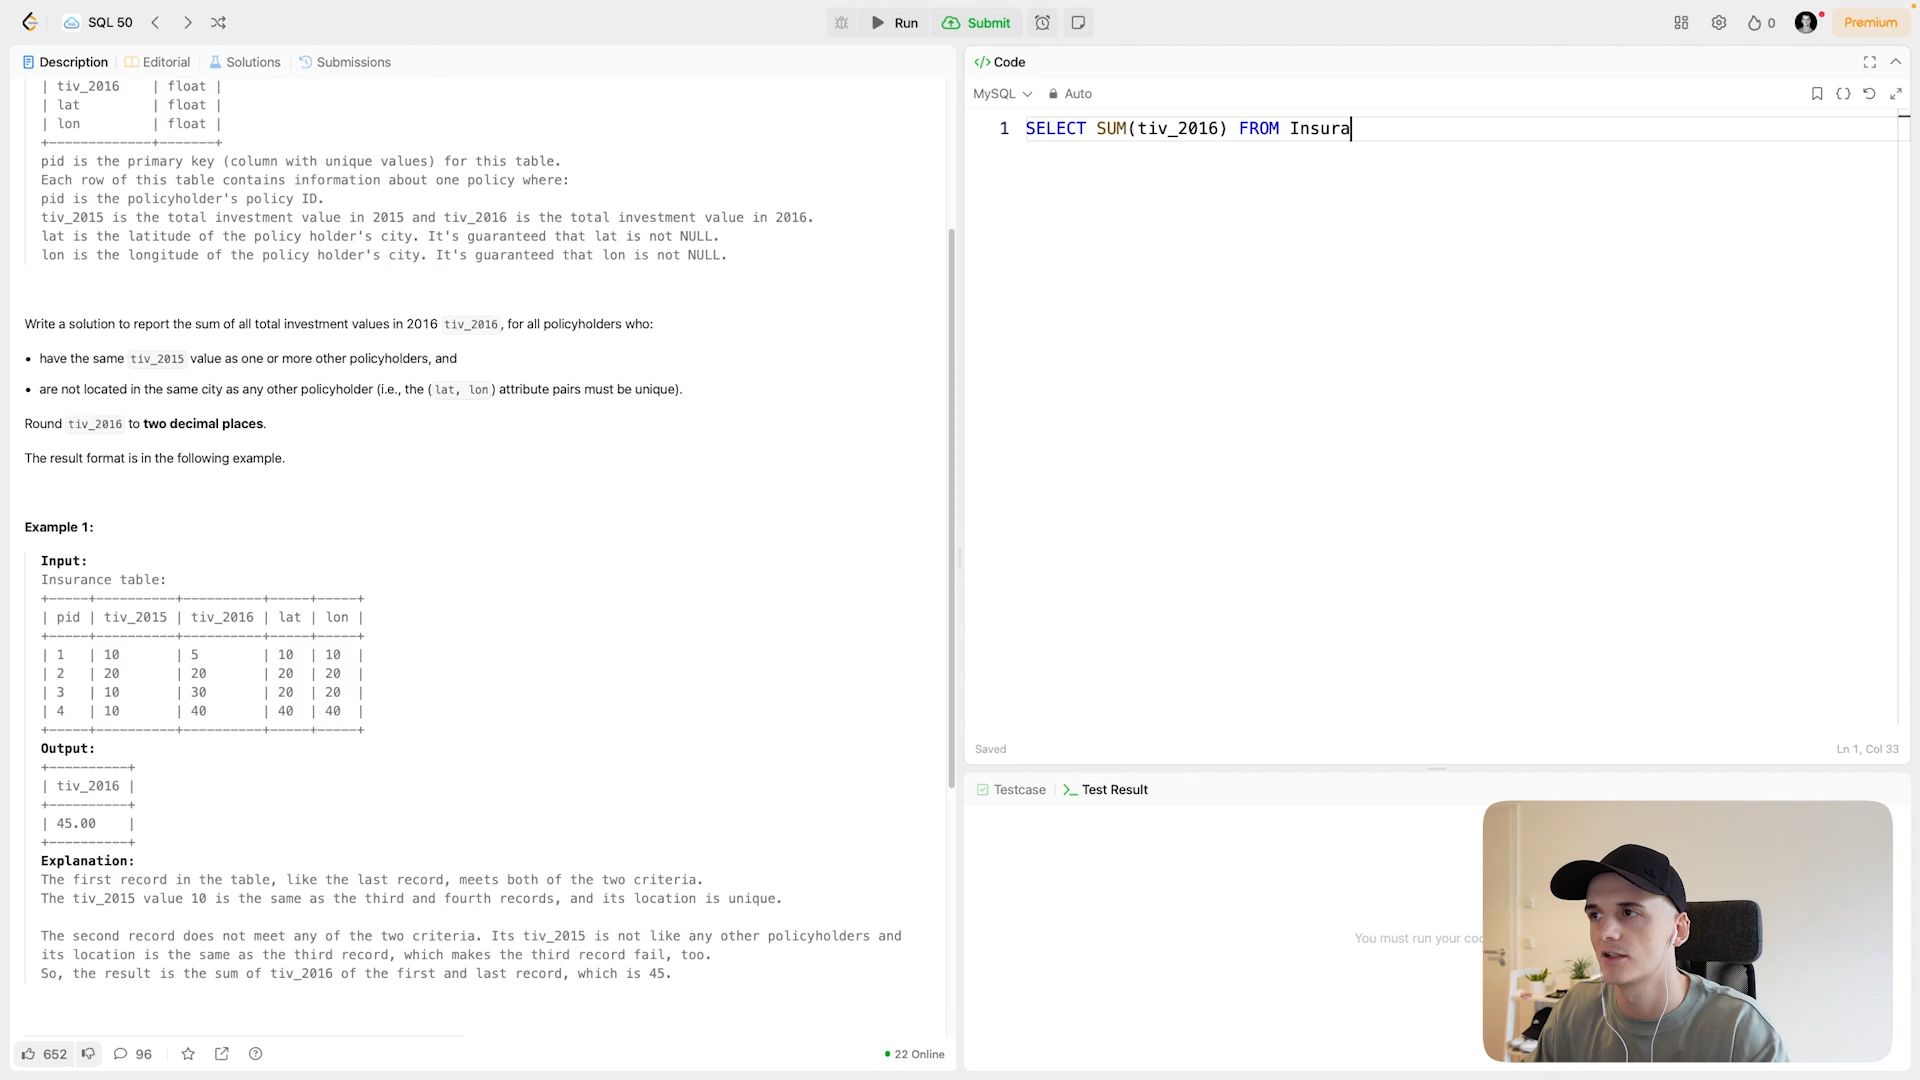 SQL 50
Run
Submit
0
Premium
Description
Editorial
Solutions
Submissions
| tiv_2016    | float |
| lat         | float |
| lon         | float |
+-------------+-------+
pid is the primary key (column with unique values) for this table.
Each row of this table contains information about one policy where:
pid is the policyholder's policy ID.
tiv_2015 is the total investment value in 2015 and tiv_2016 is the total investment value in 2016.
lat is the latitude of the policy holder's city. It's guaranteed that lat is not NULL.
lon is the longitude of the policy holder's city. It's guaranteed that lon is not NULL.
Write a solution to report the sum of all total investment values in 2016 tiv_2016, for all policyholders who:
• have the same tiv_2015 value as one or more other policyholders, and
• are not located in the same city as any other policyholder (i.e., the (lat, lon) attribute pairs must be unique).
Round tiv_2016 to two decimal places.
The result format is in the following example.
Example 1:
Input:
Insurance table:
+-----+----------+----------+-----+-----+
| pid | tiv_2015 | tiv_2016 | lat | lon |
+-----+----------+----------+-----+-----+
| 1   | 10       | 5        | 10  | 10  |
| 2   | 20       | 20       | 20  | 20  |
| 3   | 10       | 30       | 20  | 20  |
| 4   | 10       | 40       | 40  | 40  |
+-----+----------+----------+-----+-----+
Output:
+----------+
| tiv_2016 |
+----------+
| 45.00    |
+----------+
Explanation:
The first record in the table, like the last record, meets both of the two criteria.
The tiv_2015 value 10 is the same as the third and fourth records, and its location is unique.
The second record does not meet any of the two criteria. Its tiv_2015 is not like any other policyholders and
its location is the same as the third record, which makes the third record fail, too.
So, the result is the sum of tiv_2016 of the first and last record, which is 45.
652
96
22 Online
</> Code
MySQL
Auto
1 SELECT SUM(tiv_2016) FROM Insura
Saved
Ln 1, Col 33
Testcase
Test Result
You must run your